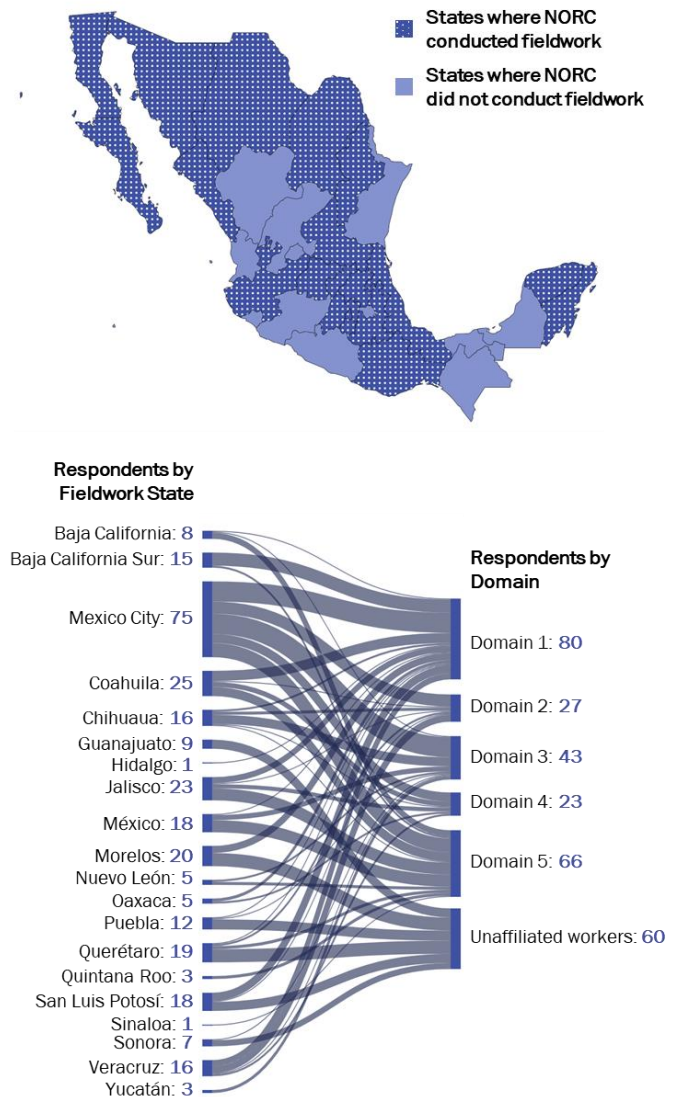 States where NORC
conducted fieldwork
States where NORC
did not conduct fieldwork
Respondents by
Fieldwork State
Baja California: 8
Baja California Sur: 15
Mexico City: 75
Coahuila: 25
Chihuaua: 16
Guanajuato: 9
Hidalgo: 1
Jalisco: 23
México: 18
Morelos: 20
Nuevo León: 5
Oaxaca: 5
Puebla: 12
Querétaro: 19
Quintana Roo: 3
San Luis Potosí: 18
Sinaloa: 1
Sonora: 7
Veracruz: 16
Yucatán: 3
Respondents by
Domain
Domain 1: 80
Domain 2: 27
Domain 3: 43
Domain 4: 23
Domain 5: 66
Unaffiliated workers: 60